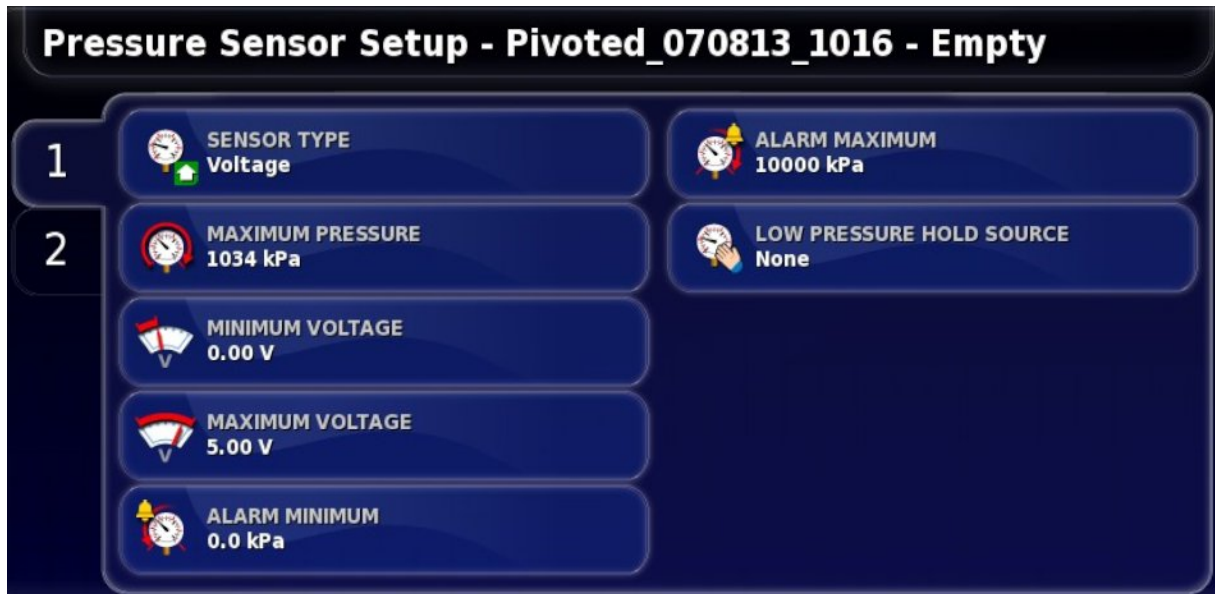 Pressure Sensor Setup - Pivoted_070813_1016 - Empty
1
2
SENSOR TYPE
Voltage
MAXIMUM PRESSURE
1034 kPa
MINIMUM VOLTAGE
0.00 V
V
MAXIMUM VOLTAGE
5.00 V
V
ALARM MINIMUM
0.0 kPa
ALARM MAXIMUM
10000 kPa
LOW PRESSURE HOLD SOURCE
None